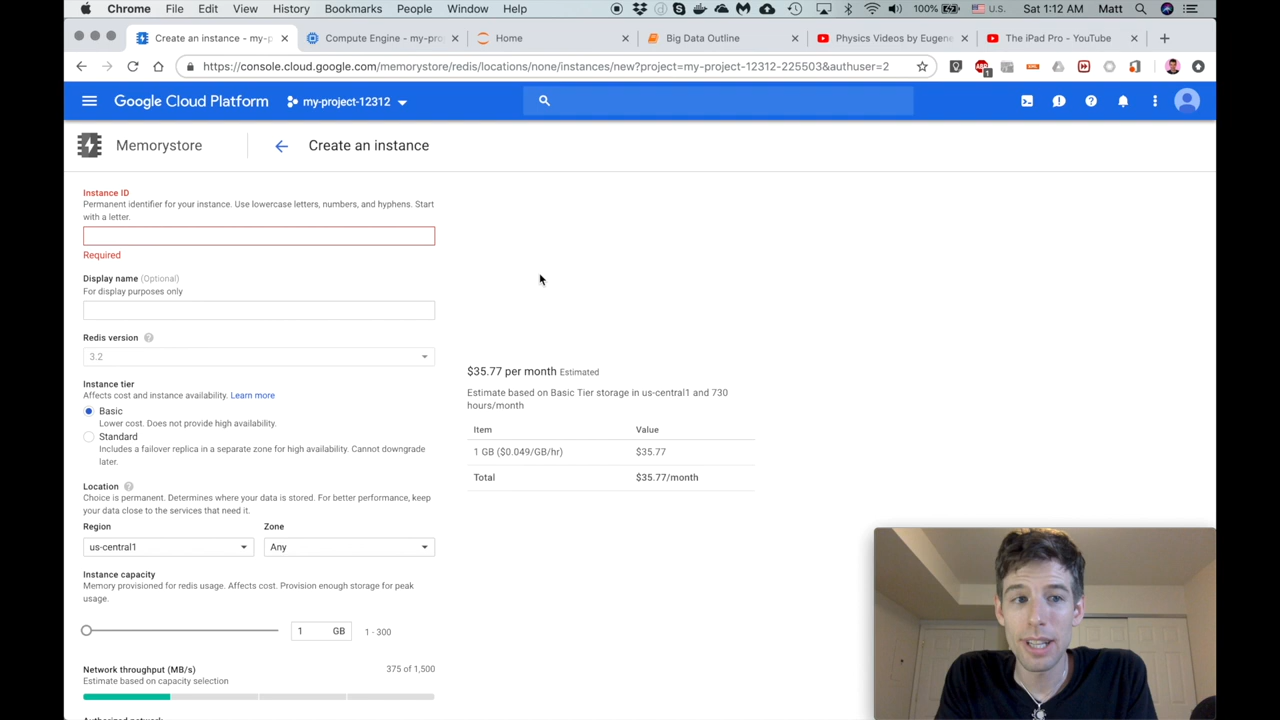 Chrome File Edit View Bookmarks People Window Help 100% U.S. Sat 1:12 AM Matt
Create an instance - my-p
Compute Engine - my-pro
Home
Big Data Outline
Physics Videos by Eugene
The iPad Pro - YouTube
https://console.cloud.google.com/memorystore/redis/locations/none/instances/new?project=my-project-12312-225503&authuser=2
Google Cloud Platform my-project-12312
Memorystore Create an instance
Instance ID
Permanent identifier for your instance. Use lowercase letters, numbers, and hyphens. Start
with a letter.
Required
Display name (Optional)
For display purposes only
Redis version
3.2
Instance tier
Affects cost and instance availability. Learn more
Basic
Lower cost. Does not provide high availability.
Standard
Includes a failover replica in a separate zone for high availability. Cannot downgrade
later.
Location
Choice is permanent. Determines where your data is stored. For better performance, keep
your data close to the services that need it.
Region Zone
us-central1 Any
Instance capacity
Memory provisioned for redis usage. Affects cost. Provision enough storage for peak
usage.
1 GB 1 - 300
Network throughput (MB/s) 375 of 1,500
Estimate based on capacity selection
$35.77 per month Estimated
Estimate based on Basic Tier storage in us-central1 and 730
hours/month
Item Value
1 GB ($0.049/GB/hr) $35.77
Total $35.77/month